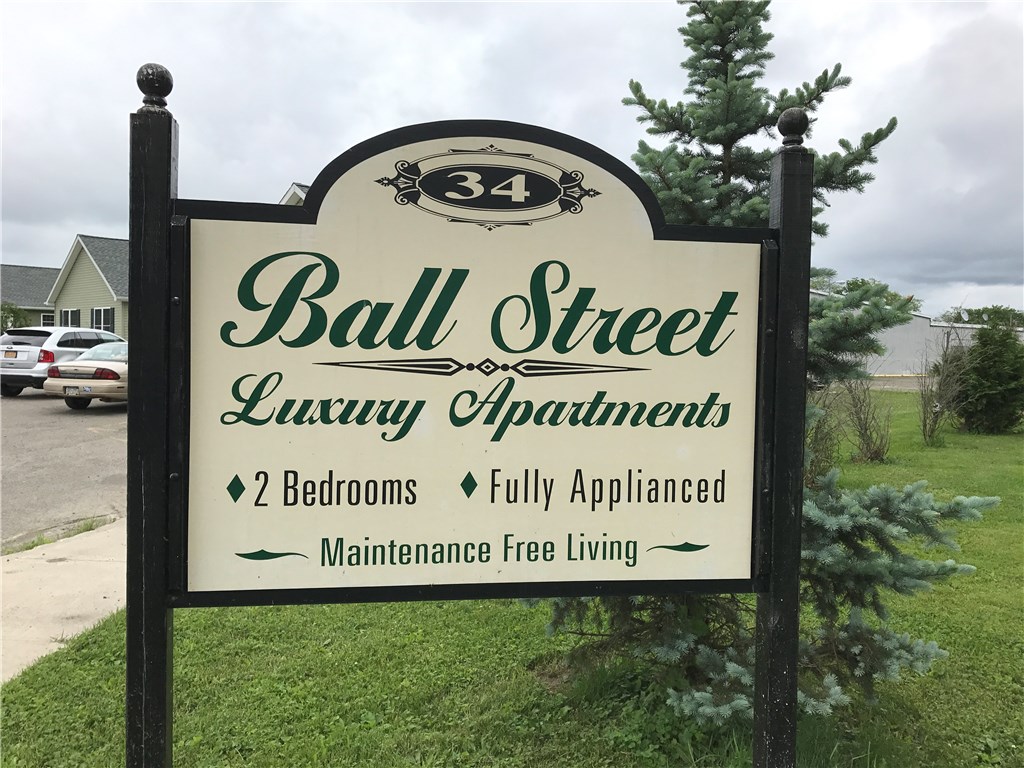 34
Ball Street
Luxury Apartments
2 Bedrooms Fully Applianced
Maintenance Free Living